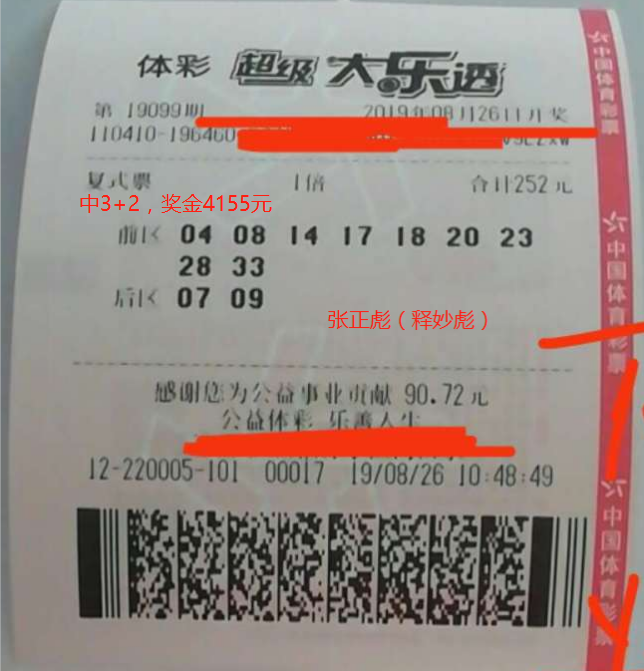 体彩 超级 大乐透
第 19099期 2019年08月26日开奖
110410-196460
复式票 1倍 合计252元
中3+2，奖金4155元
前区 04 08 14 17 18 20 23
28 33
后区 07 09
张正彪（释妙彪）
感谢您为公益事业贡献 90.72元
公益体彩 乐善人生
12-220005-101 00017 19/08/26 10:48:49
中国体育彩票
中国体育彩票
中国体育彩票